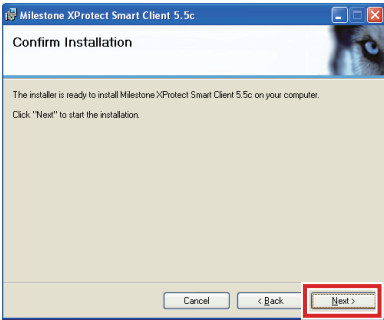 Milestone XProtect Smart Client 5.5c
Confirm Installation
The installer is ready to install Milestone XProtect Smart Client 5.5c on your computer.
Click "Next" to start the installation.
Cancel
< Back
Next >